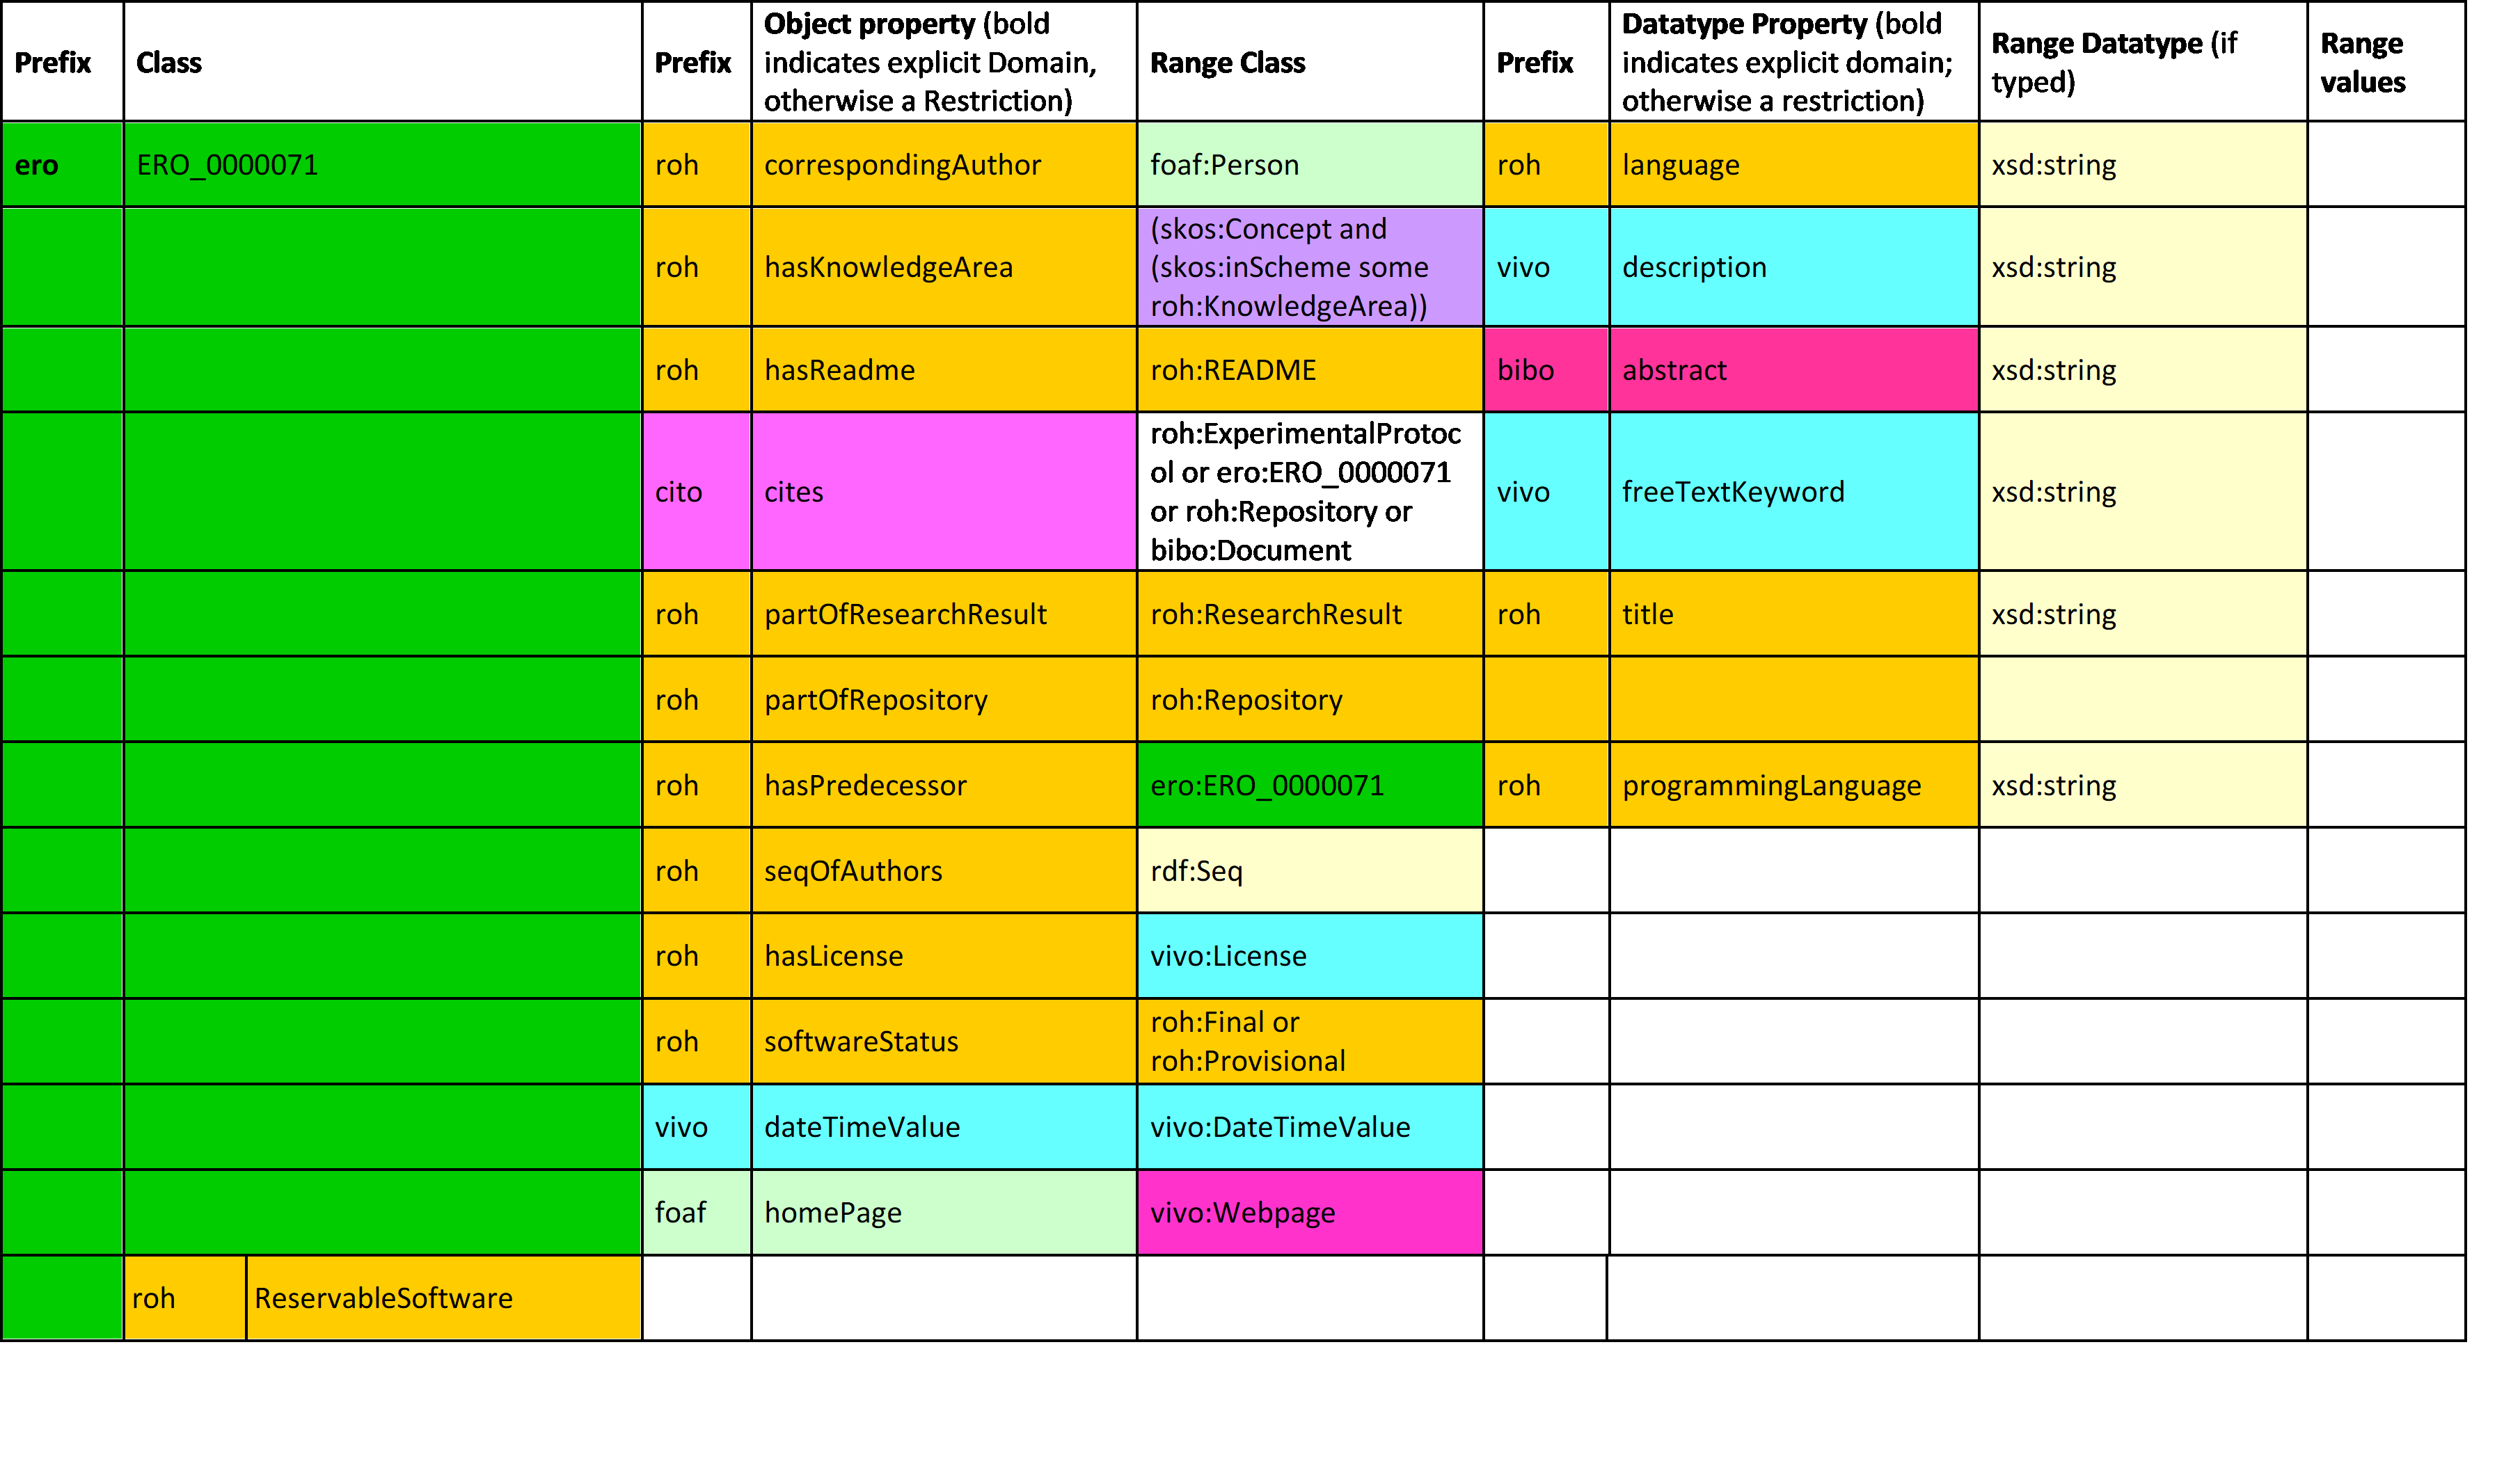 Prefix
Class
Prefix
Object property (bold
indicates explicit Domain,
otherwise a Restriction)
Range Class
Prefix
Datatype Property (bold
indicates explicit domain;
otherwise a restriction)
Range Datatype (if
typed)
Range
values
ero
ERO_0000071
roh
correspondingAuthor
foaf:Person
roh
language
xsd:string
roh
hasKnowledgeArea
(skos:Concept and
(skos:inScheme some
roh:KnowledgeArea))
vivo
description
xsd:string
roh
hasReadme
roh:README
bibo
abstract
xsd:string
cito
cites
roh:ExperimentalProtoc
ol or ero:ERO_0000071
or roh:Repository or
bibo:Document
vivo
freeTextKeyword
xsd:string
roh
partOfResearchResult
roh:ResearchResult
roh
title
xsd:string
roh
partOfRepository
roh:Repository
roh
hasPredecessor
ero:ERO_0000071
roh
programmingLanguage
xsd:string
roh
seqOfAuthors
rdf:Seq
roh
hasLicense
vivo:License
roh
softwareStatus
roh:Final or
roh:Provisional
vivo
dateTimeValue
vivo:DateTimeValue
foaf
homePage
vivo:Webpage
roh
ReservableSoftware